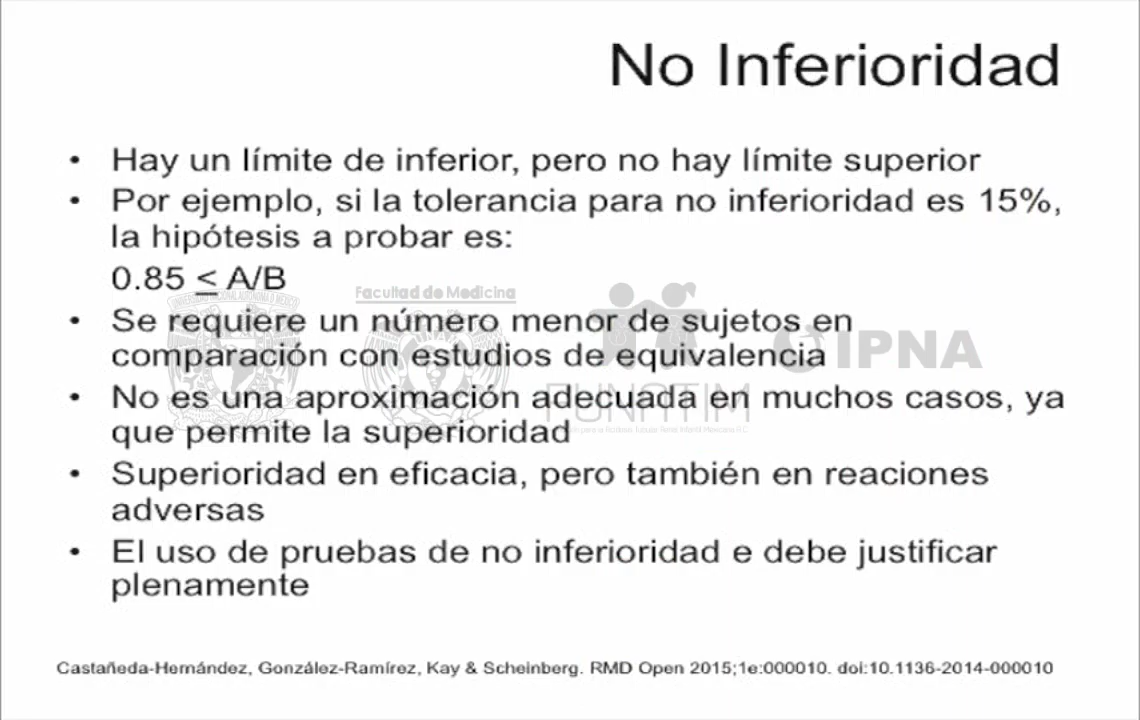 No Inferioridad
• Hay un límite de inferior, pero no hay límite superior
• Por ejemplo, si la tolerancia para no inferioridad es 15%,
la hipótesis a probar es:
0.85 < A/B
Facultad de Medicina
• Se requiere un número menor de sujetos en
comparación con estudios de equivalencia
IPNA
• No es una aproximación adecuada en muchos casos, ya
que permite la superioridad
FUNATIM
• Superioridad en eficacia, pero también en reacciones
adversas
• El uso de pruebas de no inferioridad e debe justificar
plenamente
Castañeda-Hernández, González-Ramírez, Kay & Scheinberg. RMD Open 2015;1e:000010. doi:10.1136-2014-000010